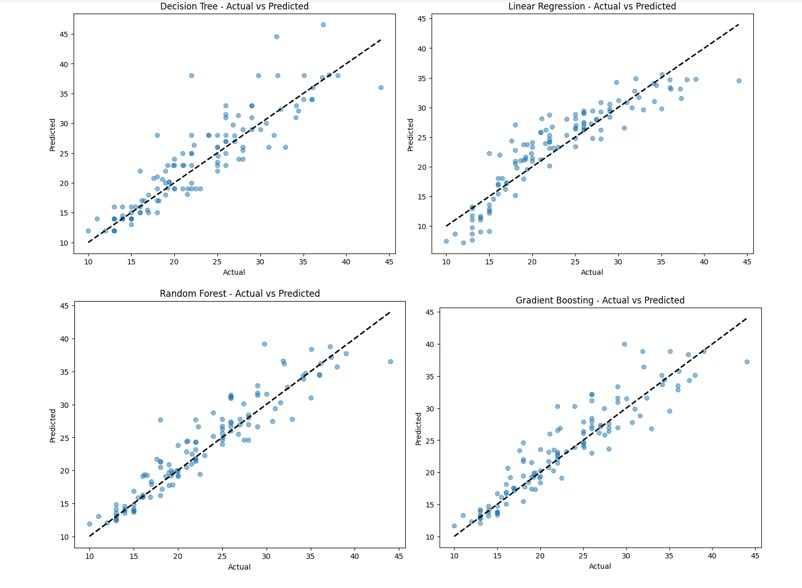 Decision Tree - Actual vs Predicted
Predicted
45
40
35
30
25
20
15
10
10 15 20 25 30 35 40 45
Actual
Linear Regression - Actual vs Predicted
Predicted
45
40
35
30
25
20
15
10
10 15 20 25 30 35 40 45
Actual
Random Forest - Actual vs Predicted
Predicted
45
40
35
30
25
20
15
10
10 15 20 25 30 35 40 45
Actual
Gradient Boosting - Actual vs Predicted
Predicted
45
40
35
30
25
20
15
10
10 15 20 25 30 35 40 45
Actual